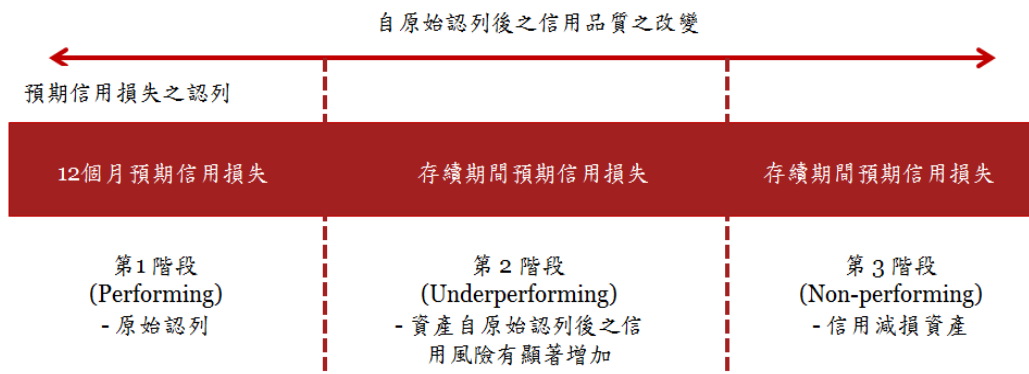 自原始認列後之信用品質之改變
預期信用損失之認列
12個月預期信用損失
存續期間預期信用損失
存續期間預期信用損失
第1 階段
(Performing)
- 原始認列
第 2 階段
(Underperforming)
- 資產自原始認列後之信
用風險有顯著增加
第 3 階段
(Non-performing)
- 信用減損資產